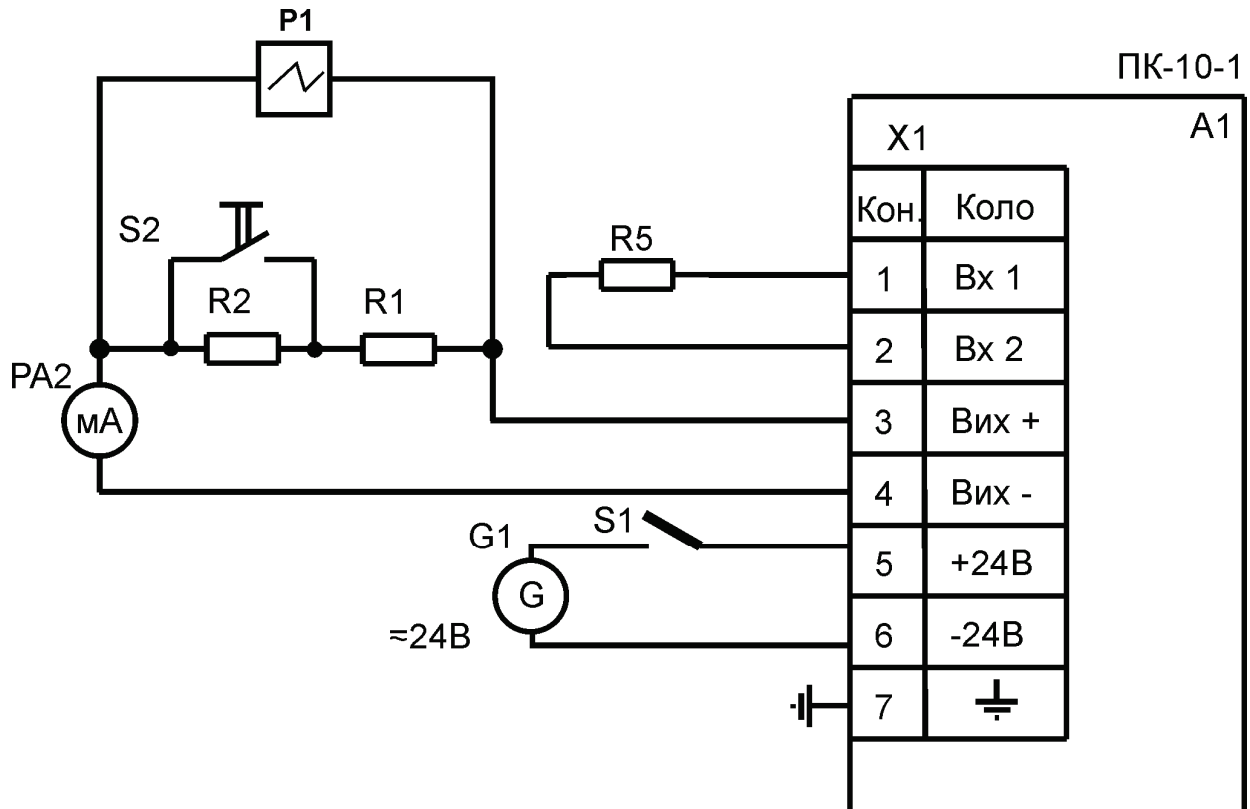 P1
ПК-10-1
A1
X1
Кон. Коло
S2
R5
1 Вх 1
R2 R1
2 Вх 2
PA2
мА
3 Вих +
4 Вих -
G1 S1
5 +24В
G
≈24В
6 -24В
7